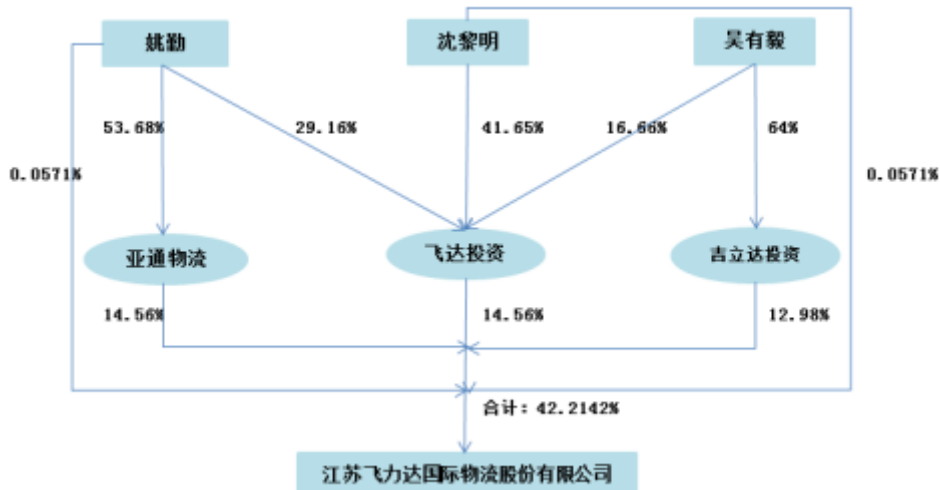 姚勤
沈黎明
吴有毅
53.68%
29.16%
41.65%
16.66%
64%
0.0571%
0.0571%
亚通物流
飞达投资
吉立达投资
14.56%
14.56%
12.98%
合计：42.2142%
江苏飞力达国际物流股份有限公司